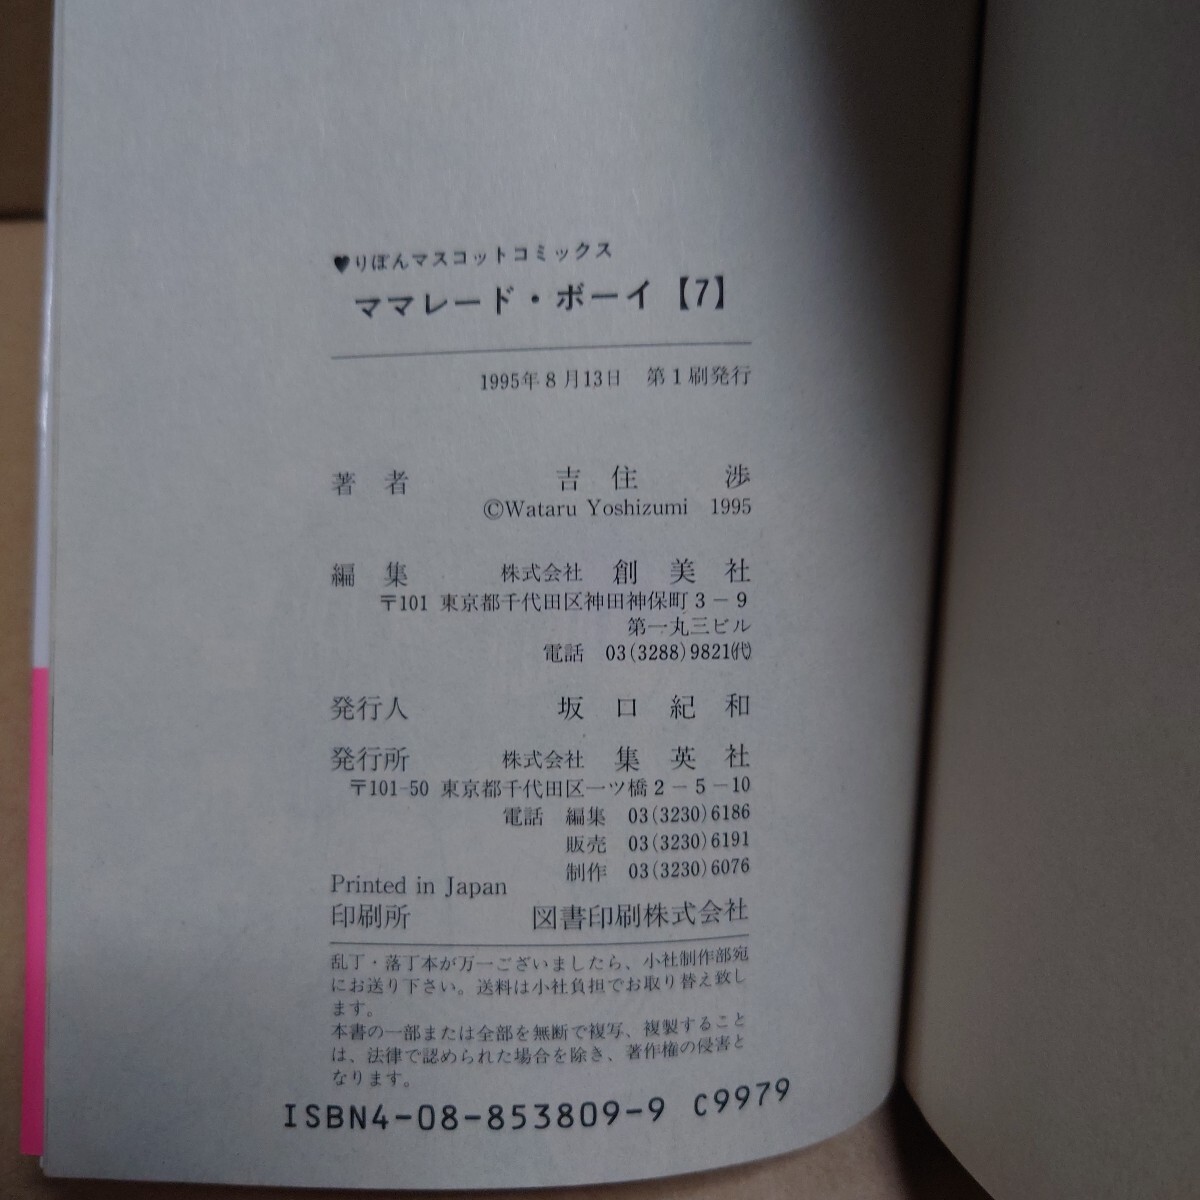 ♥りぼんマスコットコミックス
ママレード・ボーイ【7】
1995年8月13日 第1刷発行
著者 吉住 渉
©Wataru Yoshizumi 1995
編集 株式会社 創美社
〒101 東京都千代田区神田神保町3-9
第一丸三ビル
電話 03(3288)9821(代)
発行人 坂口紀和
発行所 株式会社 集英社
〒101-50 東京都千代田区一ツ橋2-5-10
電話 編集 03(3230)6186
販売 03(3230)6191
制作 03(3230)6076
Printed in Japan
印刷所 図書印刷株式会社
乱丁・落丁本が万一ございましたら、小社制作部宛
にお送り下さい。送料は小社負担でお取り替え致し
ます。
本書の一部または全部を無断で複写、複製すること
は、法律で認められた場合を除き、著作権の侵害と
なります。
ISBN4-08-853809-9 C9979